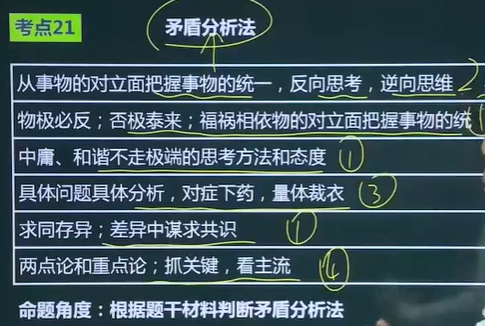 考点21
矛盾分析法
从事物的对立面把握事物的统一，反向思考，逆向思维 2
物极必反；否极泰来；福祸相依物的对立面把握事物的统
中庸、和谐不走极端的思考方法和态度 ①
具体问题具体分析，对症下药，量体裁衣 ③
求同存异；差异中谋求共识 ①
两点论和重点论；抓关键，看主流 ④
命题角度：根据题干材料判断矛盾分析法